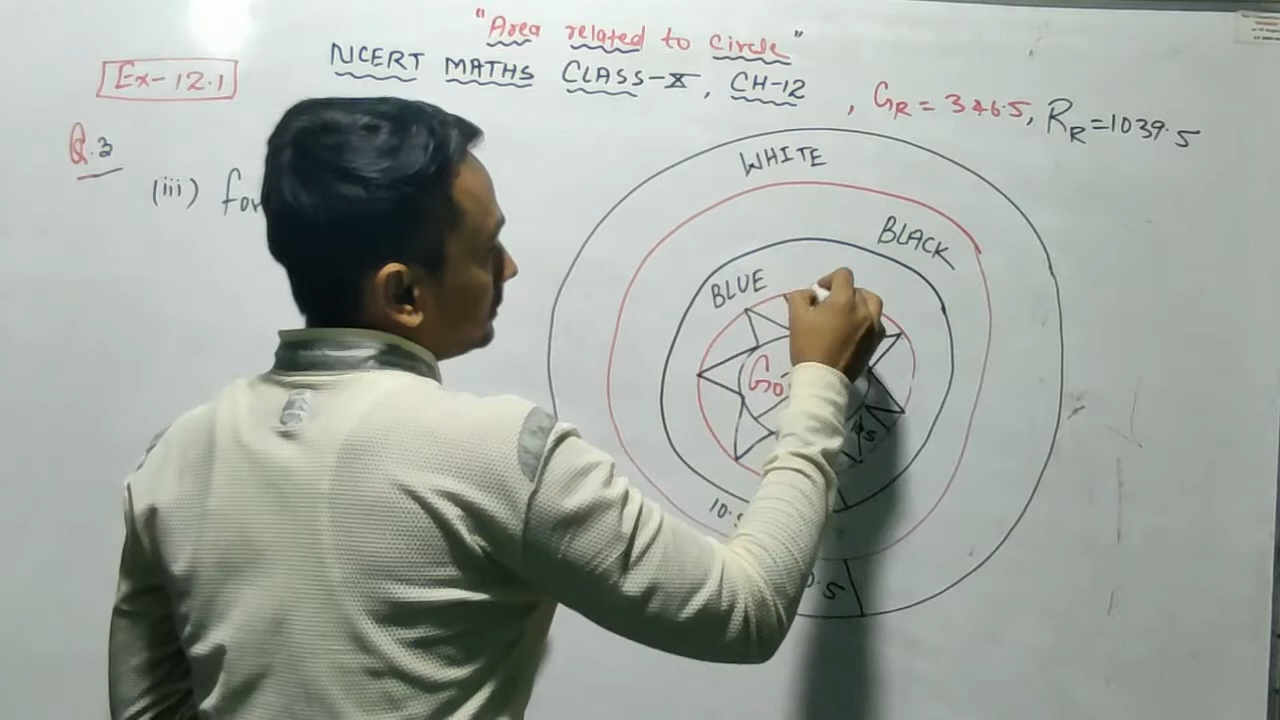 "Area related to circle"
NCERT MATHS CLASS-X, CH-12
Ex-12.1
, GR = 346.5, RR=1039.5
Q.3
(iii) for
WHITE
BLACK
BLUE
Go
10.5